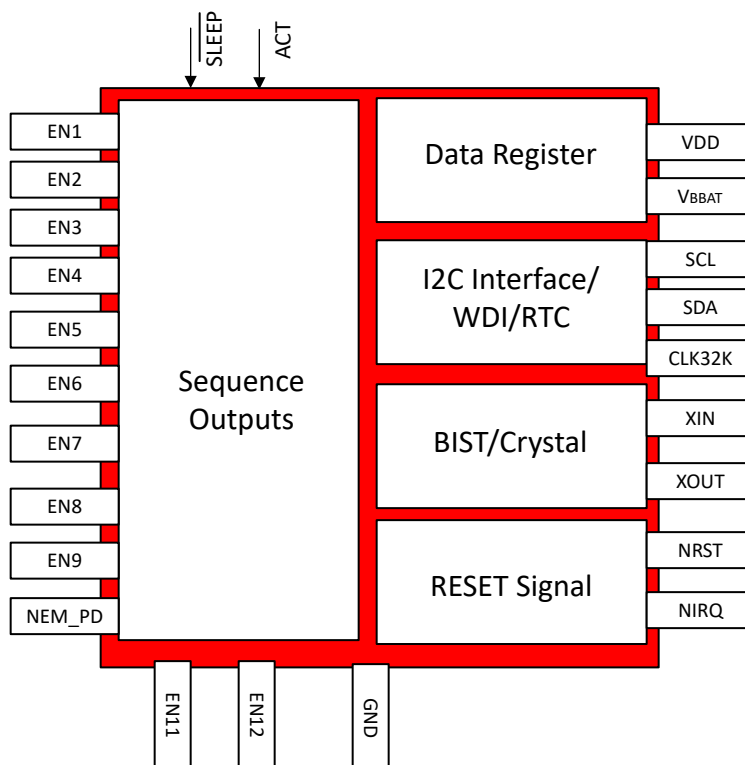 SLEEP
ACT
EN1
EN2
EN3
EN4
EN5
EN6
EN7
EN8
EN9
NEM_PD
Sequence
Outputs
Data Register
I2C Interface/
WDI/RTC
BIST/Crystal
RESET Signal
VDD
VBBAT
SCL
SDA
CLK32K
XIN
XOUT
NRST
NIRQ
EN11
EN12
GND